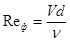 Re_ϕ = Vd/ν